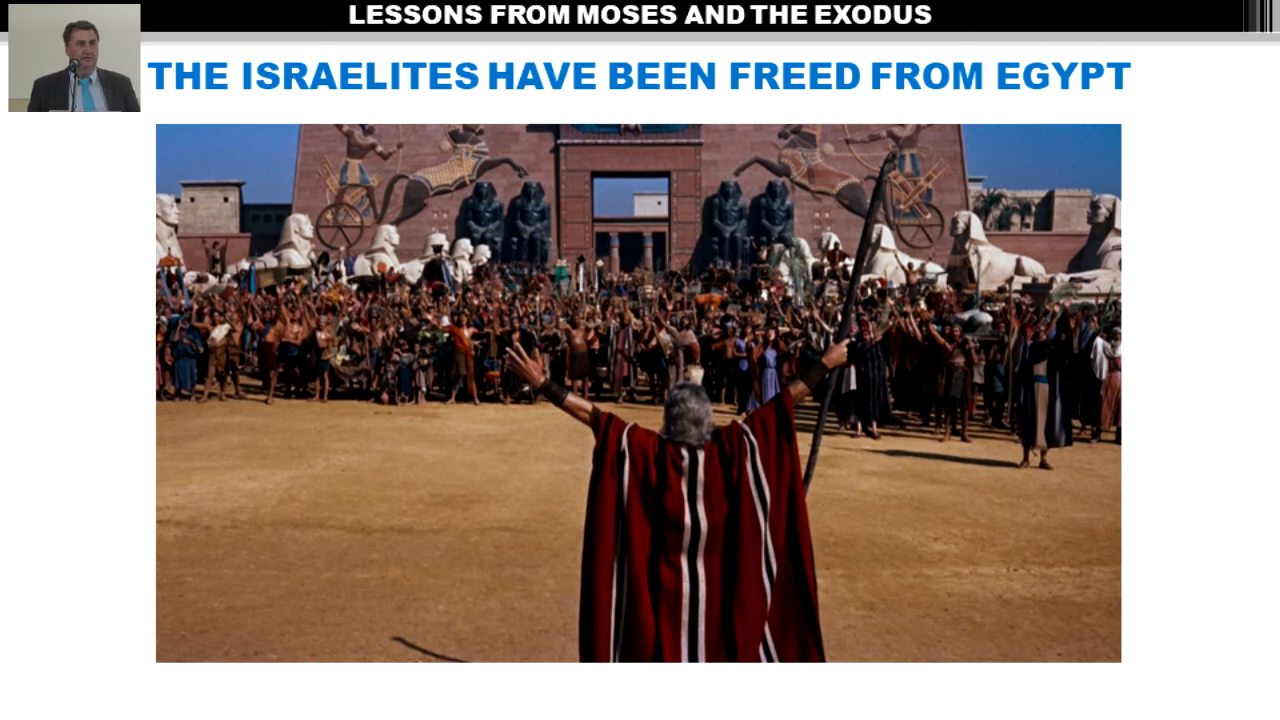 LESSONS FROM MOSES AND THE EXODUS
THE ISRAELITES HAVE BEEN FREED FROM EGYPT